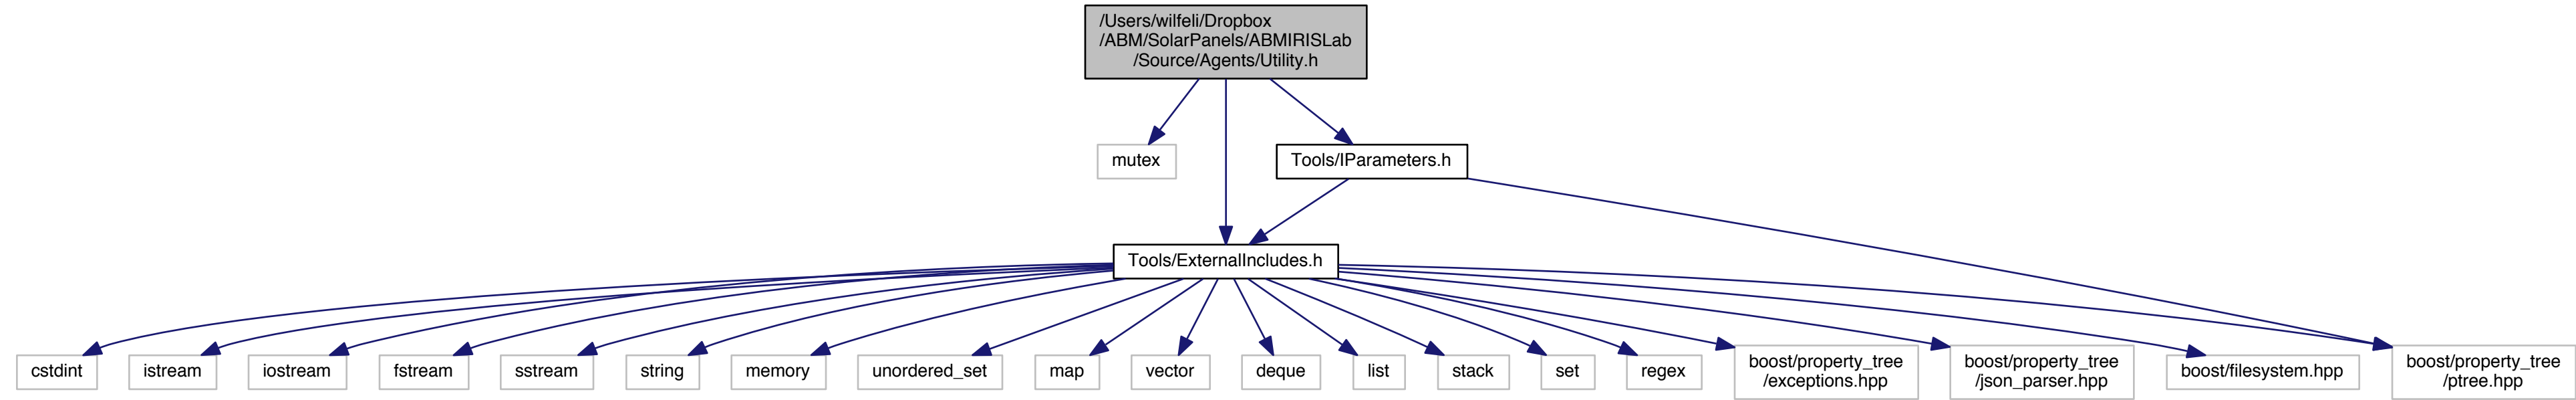 /Users/wilfeli/Dropbox
/ABM/SolarPanels/ABMIRISLab
/Source/Agents/Utility.h
mutex
Tools/IParameters.h
Tools/ExternalIncludes.h
cstdint
istream
iostream
fstream
sstream
string
memory
unordered_set
map
vector
deque
list
stack
set
regex
boost/property_tree
/exceptions.hpp
boost/property_tree
/json_parser.hpp
boost/filesystem.hpp
boost/property_tree
/ptree.hpp